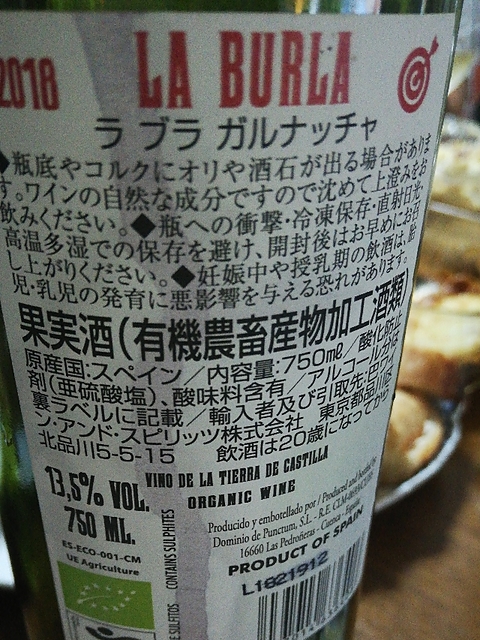 2018 LA BURLA
ラ ブラ ガルナッチャ
◆瓶底やコルクにオリや酒石が出る場合がありま
す。ワインの自然な成分ですので沈めて上澄みをお
飲みください。◆瓶への衝撃・冷凍保存・直射日光・
高温多湿での保存を避け、開封後はお早めにお召
し上がりください。◆妊娠中や授乳期の飲酒は、胎
児・乳児の発育に悪影響を与える恐れがあります。
果実酒(有機農畜産物加工酒類)
原産国:スペイン/内容量:750ml/酸化防止
剤(亜硫酸塩)、酸味料含有/アルコール分は
裏ラベルに記載/輸入者及び引取先:
ン・アンド・スピリッツ株式会社 東京都品川区
北品川5-5-15 飲酒は20歳になってから
VINO DE LA TIERRA DE CASTILLA
ORGANIC WINE
13,5% VOL.
750 ML.
ES-ECO-001-CM
UE Agriculture
CONTAINS SULPHITES
SULFITOS
Producido y embotellado por / Produced and bottled by
Dominio de Punctum, S.L. - R.E. CLM-
16660 Las Pedroñeras - Cuenca - España
PRODUCT OF SPAIN
L1821912